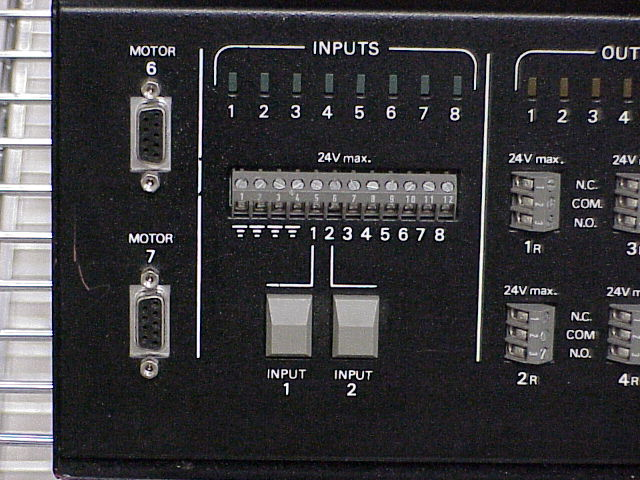 MOTOR
6
INPUTS
1 2 3 4 5 6 7 8
24V max.
1 2 3 4 5 6 7 8 9 10 11 12
1 2 3 4 5 6 7 8
MOTOR
7
INPUT
1
INPUT
2
OUT
1 2 3 4
24V max.
24V
N.C.
COM.
N.O.
1R
3
24V max.
24V ma
N.C.
COM
N.O.
2R
4R